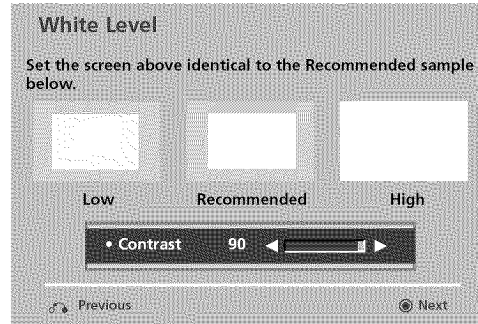 White Level
Set the screen above identical to the Recommended sample
below.
Low Recommended High
• Contrast 90
Previous Next